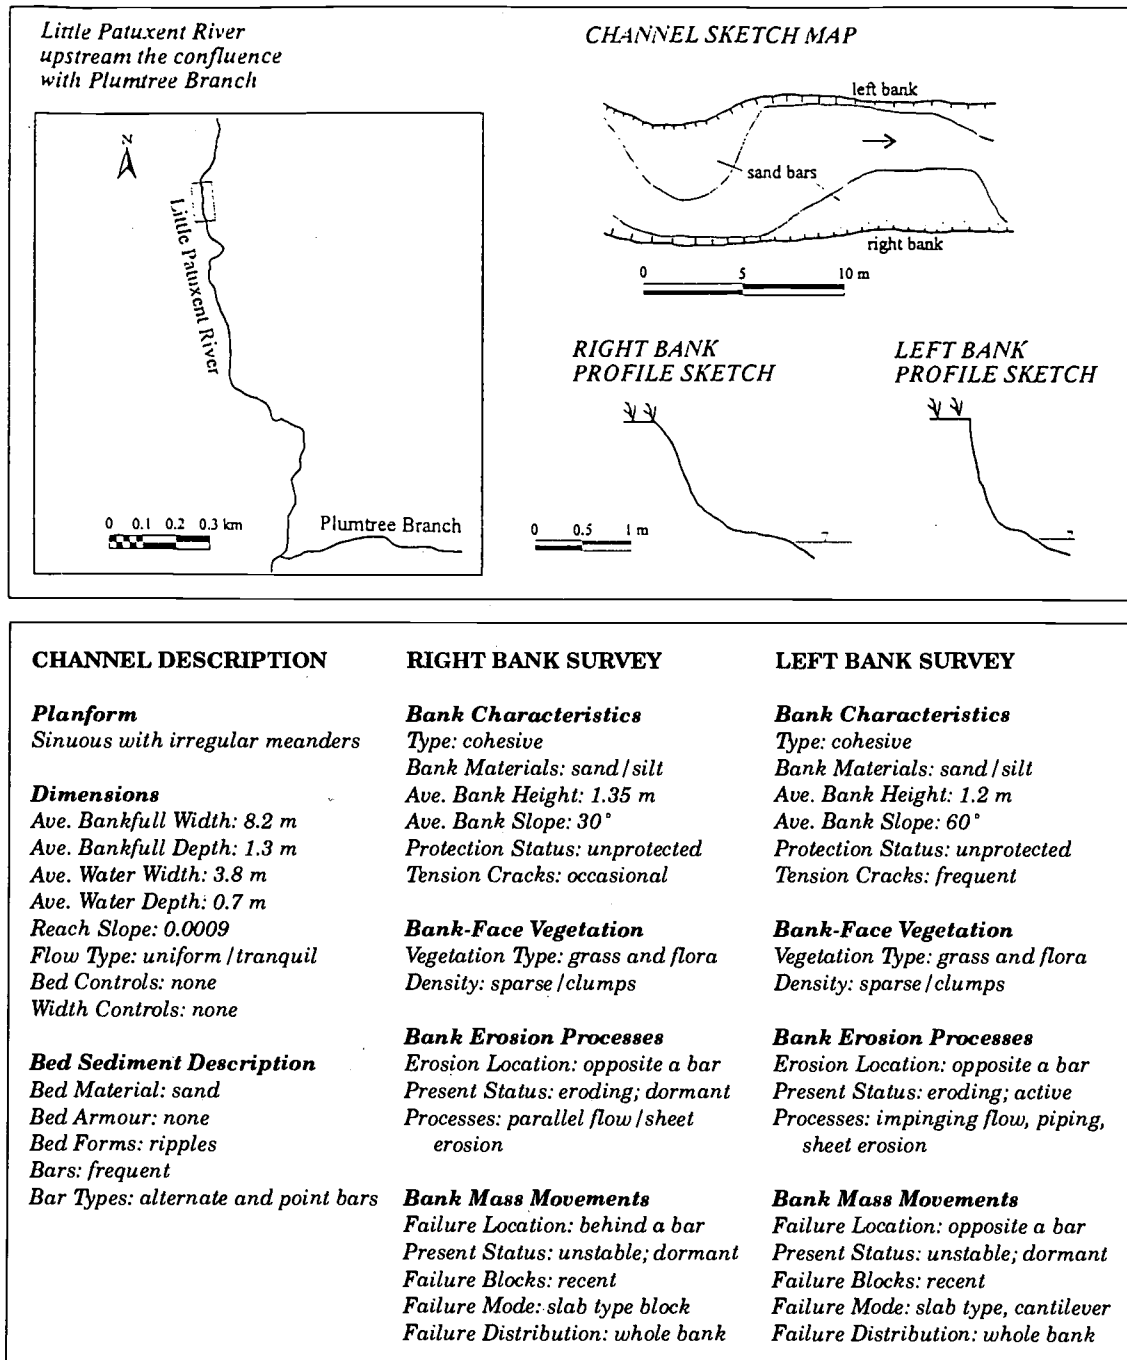 Little Patuxent River
upstream the confluence
with Plumtree Branch
N
Little Patuxent River
0 0.1 0.2 0.3 km
Plumtree Branch
CHANNEL SKETCH MAP
left bank
sand bars
right bank
0 5 10 m
RIGHT BANK
PROFILE SKETCH
LEFT BANK
PROFILE SKETCH
0 0.5 1 m
CHANNEL DESCRIPTION
Planform
Sinuous with irregular meanders
Dimensions
Ave. Bankfull Width: 8.2 m
Ave. Bankfull Depth: 1.3 m
Ave. Water Width: 3.8 m
Ave. Water Depth: 0.7 m
Reach Slope: 0.0009
Flow Type: uniform/tranquil
Bed Controls: none
Width Controls: none
Bed Sediment Description
Bed Material: sand
Bed Armour: none
Bed Forms: ripples
Bars: frequent
Bar Types: alternate and point bars
RIGHT BANK SURVEY
Bank Characteristics
Type: cohesive
Bank Materials: sand/silt
Ave. Bank Height: 1.35 m
Ave. Bank Slope: 30°
Protection Status: unprotected
Tension Cracks: occasional
Bank-Face Vegetation
Vegetation Type: grass and flora
Density: sparse/clumps
Bank Erosion Processes
Erosion Location: opposite a bar
Present Status: eroding; dormant
Processes: parallel flow/sheet
erosion
Bank Mass Movements
Failure Location: behind a bar
Present Status: unstable; dormant
Failure Blocks: recent
Failure Mode: slab type block
Failure Distribution: whole bank
LEFT BANK SURVEY
Bank Characteristics
Type: cohesive
Bank Materials: sand/silt
Ave. Bank Height: 1.2 m
Ave. Bank Slope: 60°
Protection Status: unprotected
Tension Cracks: frequent
Bank-Face Vegetation
Vegetation Type: grass and flora
Density: sparse/clumps
Bank Erosion Processes
Erosion Location: opposite a bar
Present Status: eroding; active
Processes: impinging flow, piping,
sheet erosion
Bank Mass Movements
Failure Location: opposite a bar
Present Status: unstable; dormant
Failure Blocks: recent
Failure Mode: slab type, cantilever
Failure Distribution: whole bank